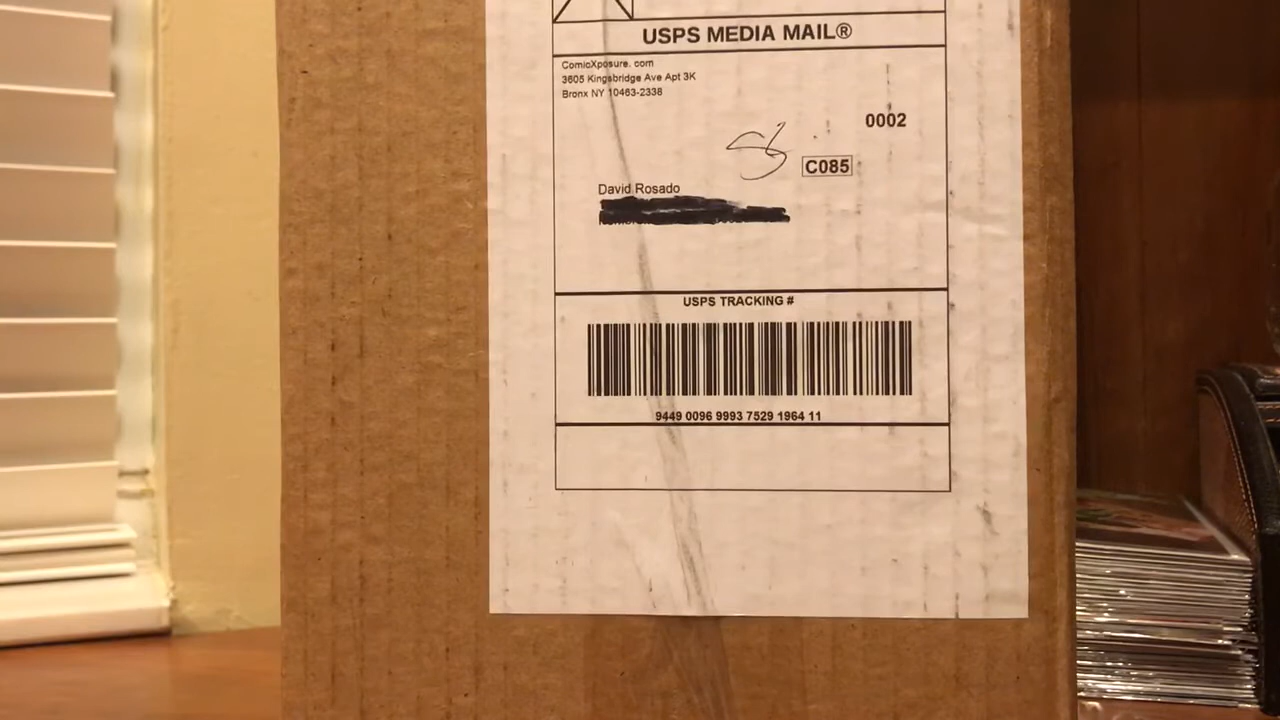 USPS MEDIA MAIL®
ComicXposure. com
3605 Kingsbridge Ave Apt 3K
Bronx NY 10463-2338
0002
C085
David Rosado
USPS TRACKING #
9449 0096 9993 7529 1964 11